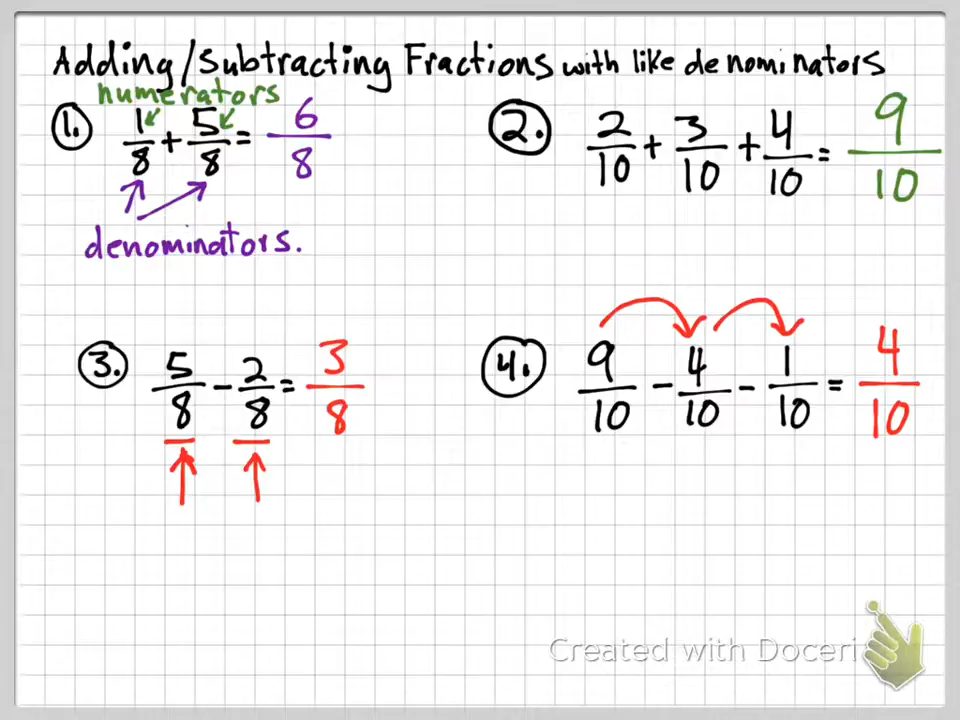 Adding/Subtracting Fractions with like denominators
numerators
1. 1/8 + 5/8 = 6/8
denominators.
2. 2/10 + 3/10 + 4/10 = 9/10
3. 5/8 - 2/8 = 3/8
4. 9/10 - 4/10 - 1/10 = 4/10
Created with Doceri